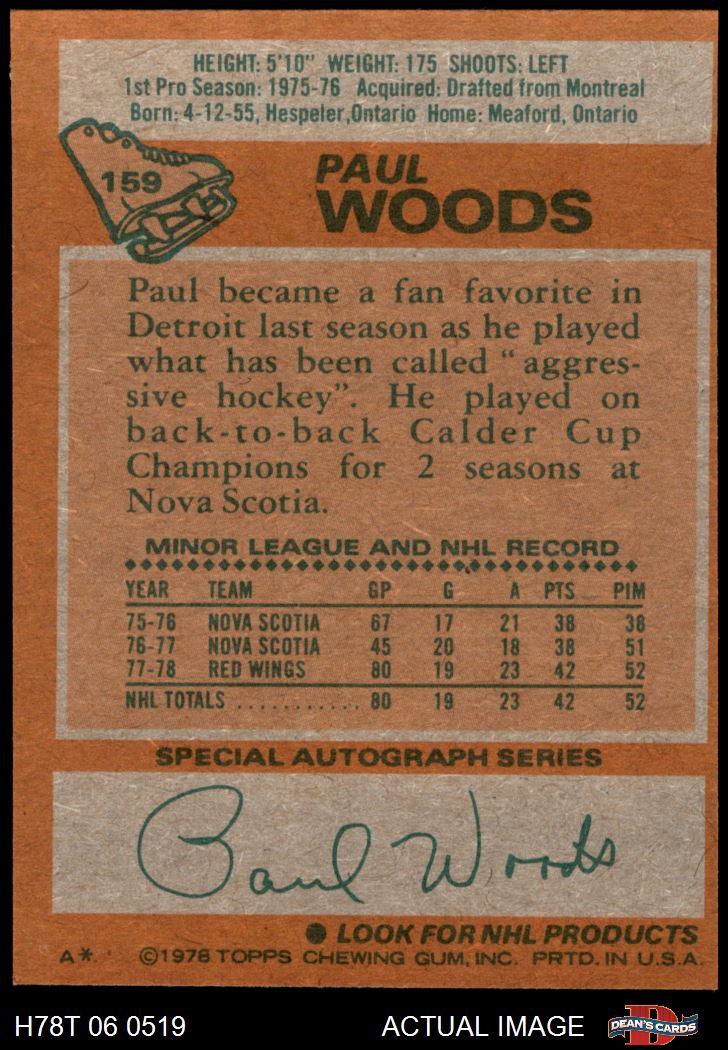 HEIGHT: 5'10" WEIGHT: 175 SHOOTS: LEFT
1st Pro Season: 1975-76 Acquired: Drafted from Montreal
Born: 4-12-55, Hespeler,Ontario Home: Meaford, Ontario
159
PAUL
WOODS
Paul became a fan favorite in
Detroit last season as he played
what has been called "aggres-
sive hockey". He played on
back-to-back Calder Cup
Champions for 2 seasons at
Nova Scotia.
MINOR LEAGUE AND NHL RECORD
YEAR TEAM GP G A PTS PIM
75-76 NOVA SCOTIA 67 17 21 38 38
76-77 NOVA SCOTIA 45 20 18 38 51
77-78 RED WINGS 80 19 23 42 52
NHL TOTALS ........... 80 19 23 42 52
SPECIAL AUTOGRAPH SERIES
Paul Woods
● LOOK FOR NHL PRODUCTS
A*. ©1978 TOPPS CHEWING GUM, INC. PRTD. IN U.S.A.
H78T 06 0519 ACTUAL IMAGE D DEAN'S CARDS